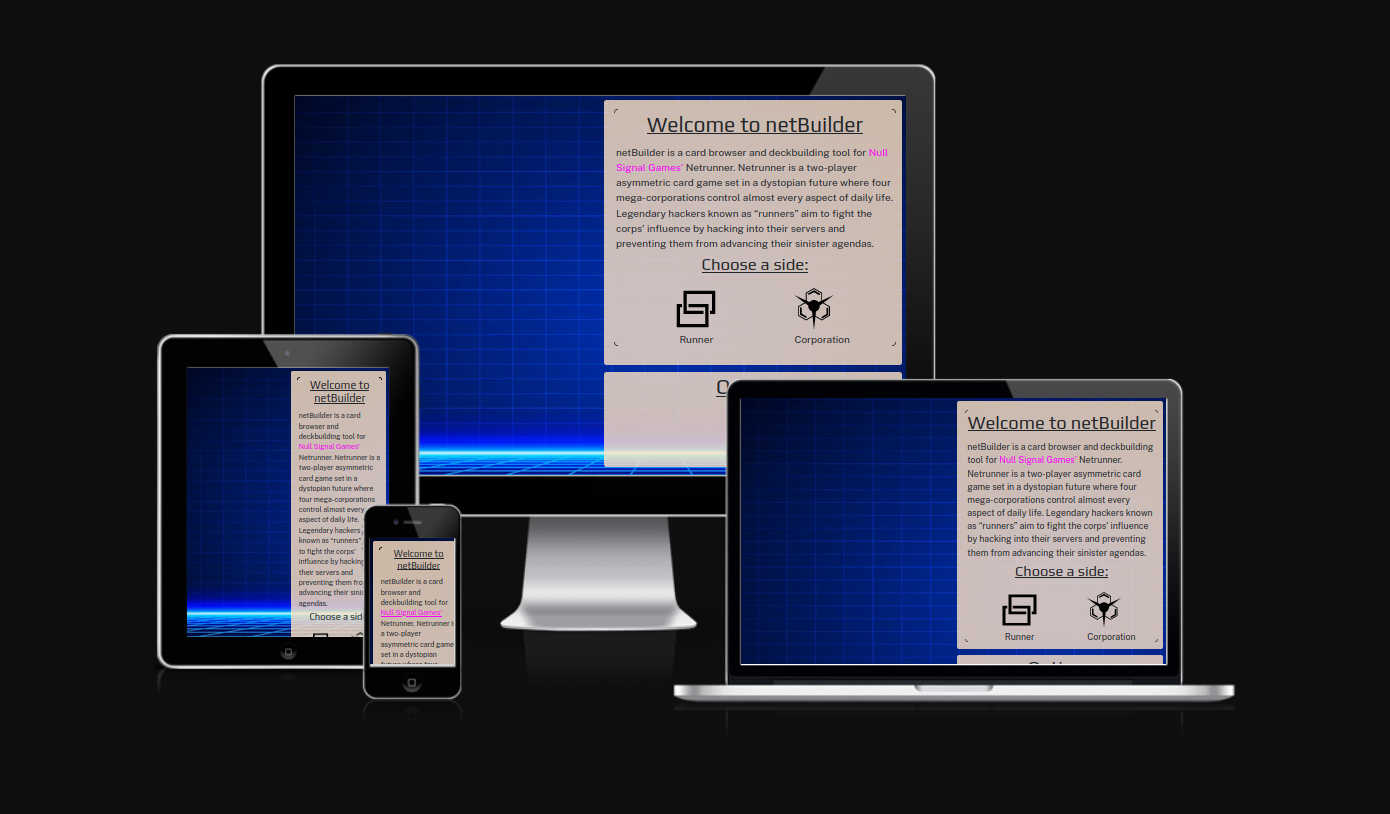 Welcome to netBuilder
netBuilder is a card browser and deckbuilding tool for Null
Signal Games’ Netrunner. Netrunner is a two-player
asymmetric card game set in a dystopian future where four
mega-corporations control almost every aspect of daily life.
Legendary hackers known as “runners” aim to fight the
corps’ influence by hacking into their servers and
preventing them from advancing their sinister agendas.
Choose a side:
Runner Corporation
Welcome to
netBuilder
netBuilder is a card
browser and
deckbuilding tool for
Null Signal Games’
Netrunner. Netrunner is a
two-player asymmetric
card game set in a
dystopian future where
four mega-corporations
control almost every
aspect of daily life.
Legendary hackers
known as “runners”
to fight the corps’
influence by hacking
their servers and
preventing them fro
advancing their sinis
agendas.
Choose a sid
Welcome to
netBuilder
netBuilder is a card
browser and
deckbuilding tool for
Null Signal Games’
Netrunner. Netrunner i
a two-player
asymmetric card game
set in a dystopian
future where four
Welcome to netBuilder
netBuilder is a card browser and deckbuilding
tool for Null Signal Games’ Netrunner.
Netrunner is a two-player asymmetric card
game set in a dystopian future where four
mega-corporations control almost every
aspect of daily life. Legendary hackers known
as “runners” aim to fight the corps’ influence
by hacking into their servers and preventing
them from advancing their sinister agendas.
Choose a side:
Runner Corporation